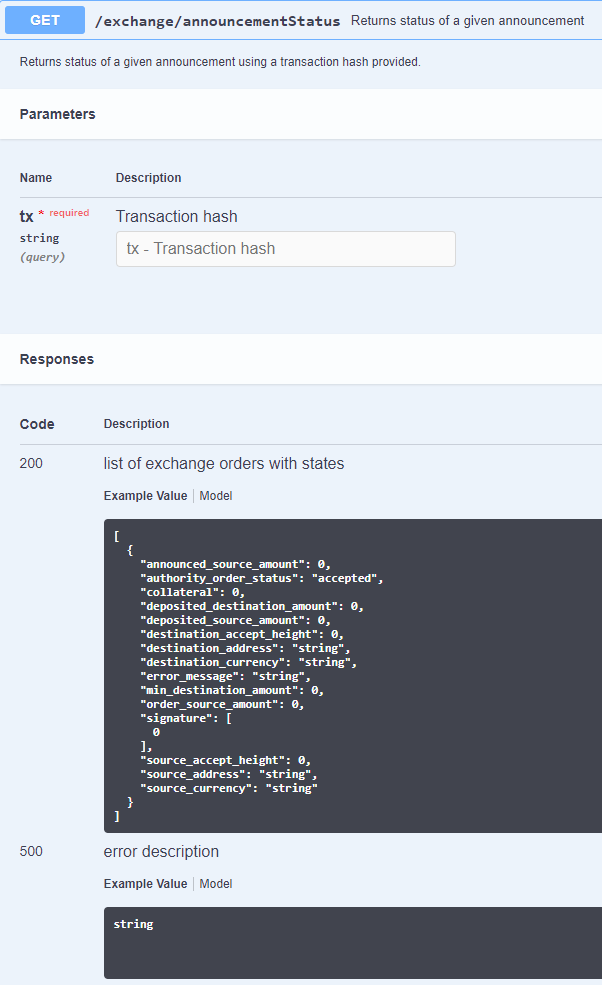 GET /exchange/announcementStatus Returns status of a given announcement
Returns status of a given announcement using a transaction hash provided.
Parameters
Name Description
tx * required Transaction hash
string tx - Transaction hash
(query)
Responses
Code Description
200 list of exchange orders with states
Example Value Model
[
{
"announced_source_amount": 0,
"authority_order_status": "accepted",
"collateral": 0,
"deposited_destination_amount": 0,
"deposited_source_amount": 0,
"destination_accept_height": 0,
"destination_address": "string",
"destination_currency": "string",
"error_message": "string",
"min_destination_amount": 0,
"order_source_amount": 0,
"signature": [
0
],
"source_accept_height": 0,
"source_address": "string",
"source_currency": "string"
}
]
500 error description
Example Value Model
string